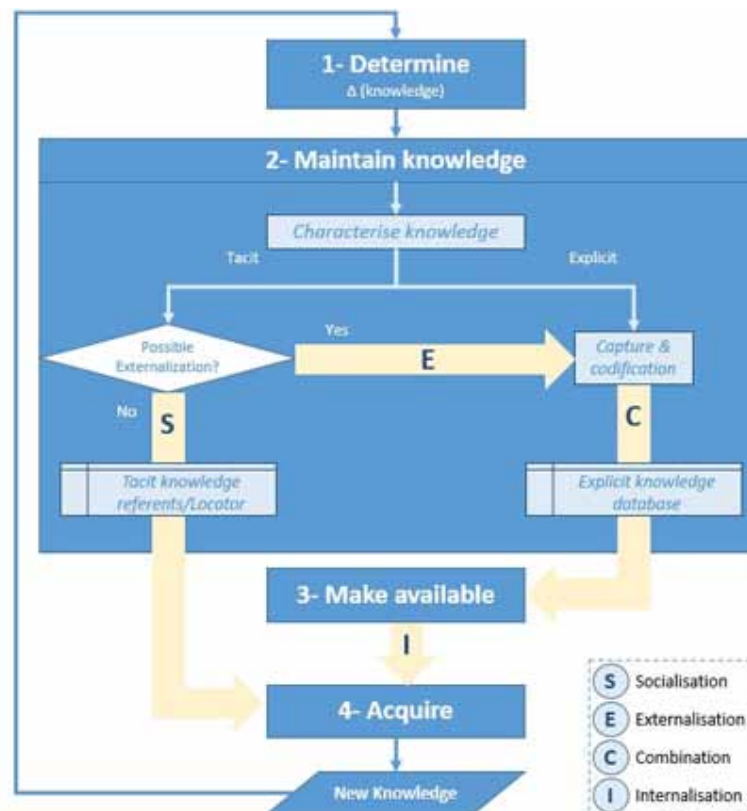 1- Determine
Δ (knowledge)
2- Maintain knowledge
Characterise knowledge
Tacit
Explicit
Possible
Externalization?
Yes
E
Capture &
codification
No
S
C
Tacit knowledge
referents/Locator
Explicit knowledge
database
3- Make available
I
4- Acquire
New Knowledge
S Socialisation
E Externalisation
C Combination
I Internalisation